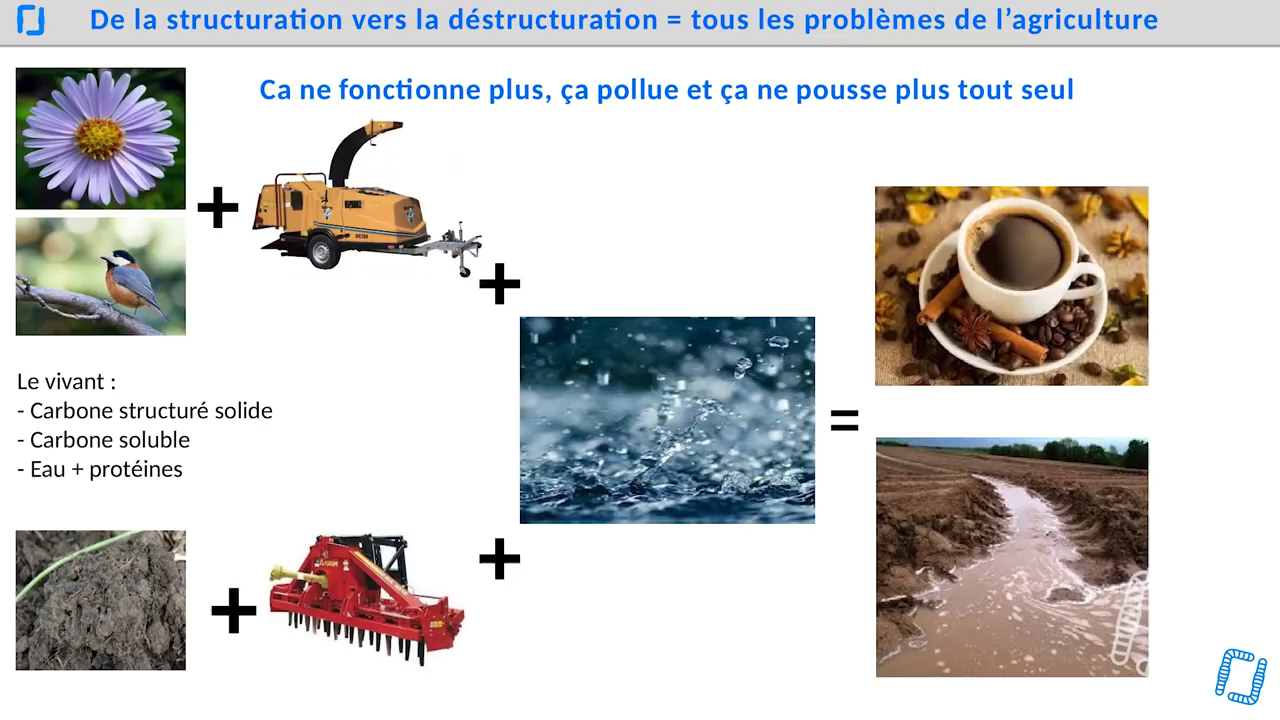 De la structuration vers la déstructuration = tous les problèmes de l’agriculture
Ca ne fonctionne plus, ça pollue et ça ne pousse plus tout seul
+
+
=
Le vivant :
- Carbone structuré solide
- Carbone soluble
- Eau + protéines
+
+